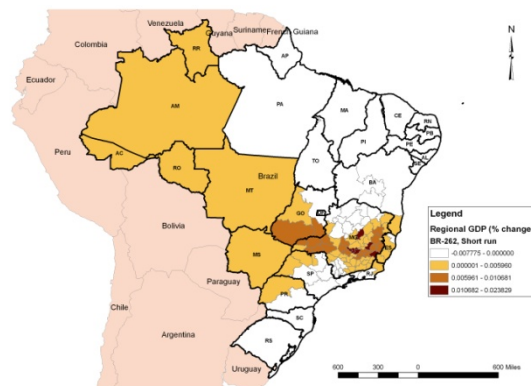 Venezuela
Guyana
Suriname
French Guiana
Colombia
N
RR
AP
Ecuador
AM
PA
MA
CE
RN
PB
PI
PE
AL
SE
AC
Peru
TO
RO
BA
Brazil
MT
GO
DF
Bolivia
MG
ES
MS
SP
RJ
Paraguay
PR
Chile
SC
Argentina
RS
Uruguay
Legend
Regional GDP (% change)
BR-262, Short run
-0.007775 - 0.000000
0.000001 - 0.005960
0.005961 - 0.010681
0.010682 - 0.023829
600 300 0 600 Miles